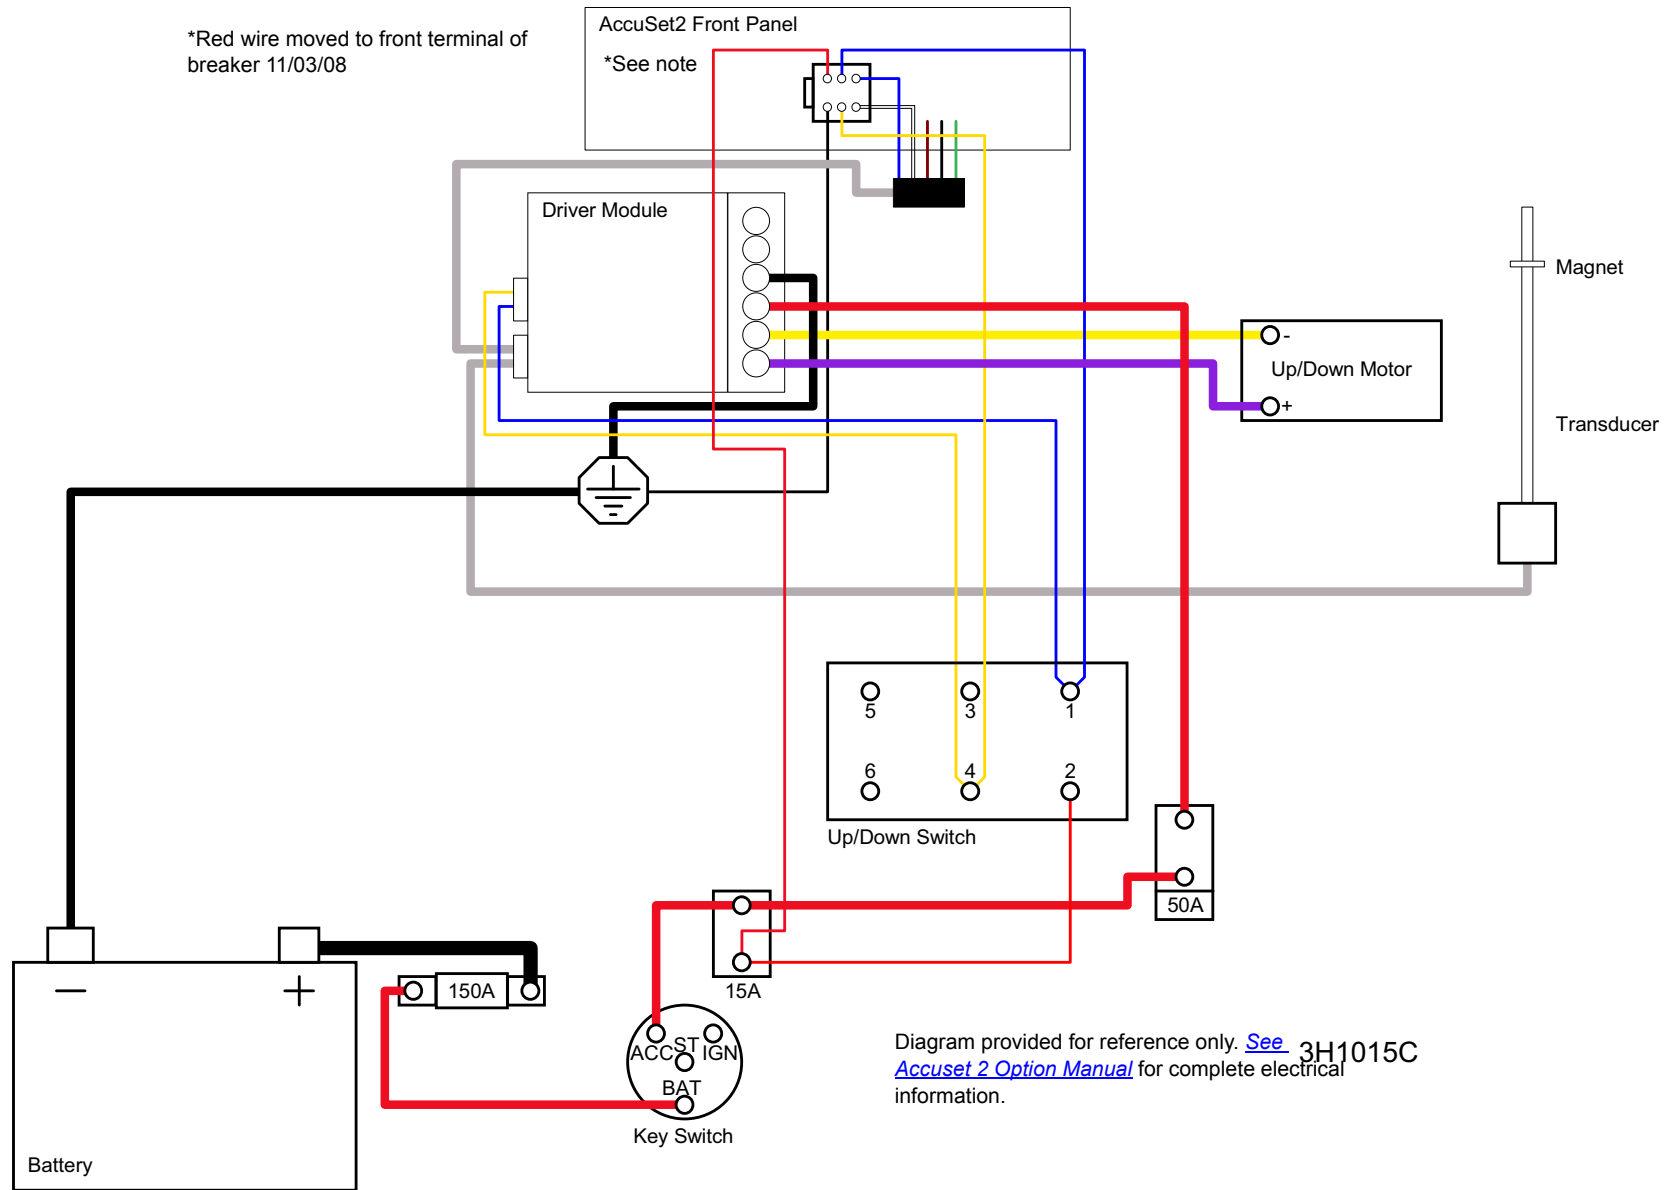 *Red wire moved to front terminal of
breaker 11/03/08
AccuSet2 Front Panel
*See note
Driver Module
Magnet
-
Up/Down Motor
+
Transducer
5
3
1
6
4
2
Up/Down Switch
50A
15A
150A
ACC
ST
IGN
BAT
Key Switch
Battery
Diagram provided for reference only. See
Accuset 2 Option Manual for complete electrical
information.
3H1015C